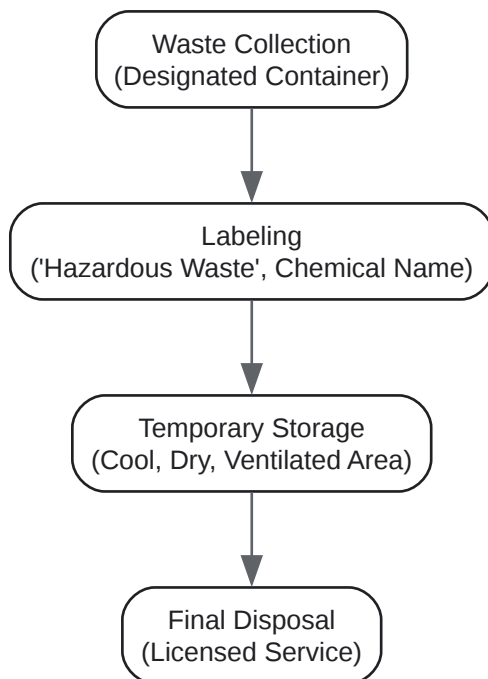 Waste Collection
(Designated Container)
Labeling
('Hazardous Waste', Chemical Name)
Temporary Storage
(Cool, Dry, Ventilated Area)
Final Disposal
(Licensed Service)